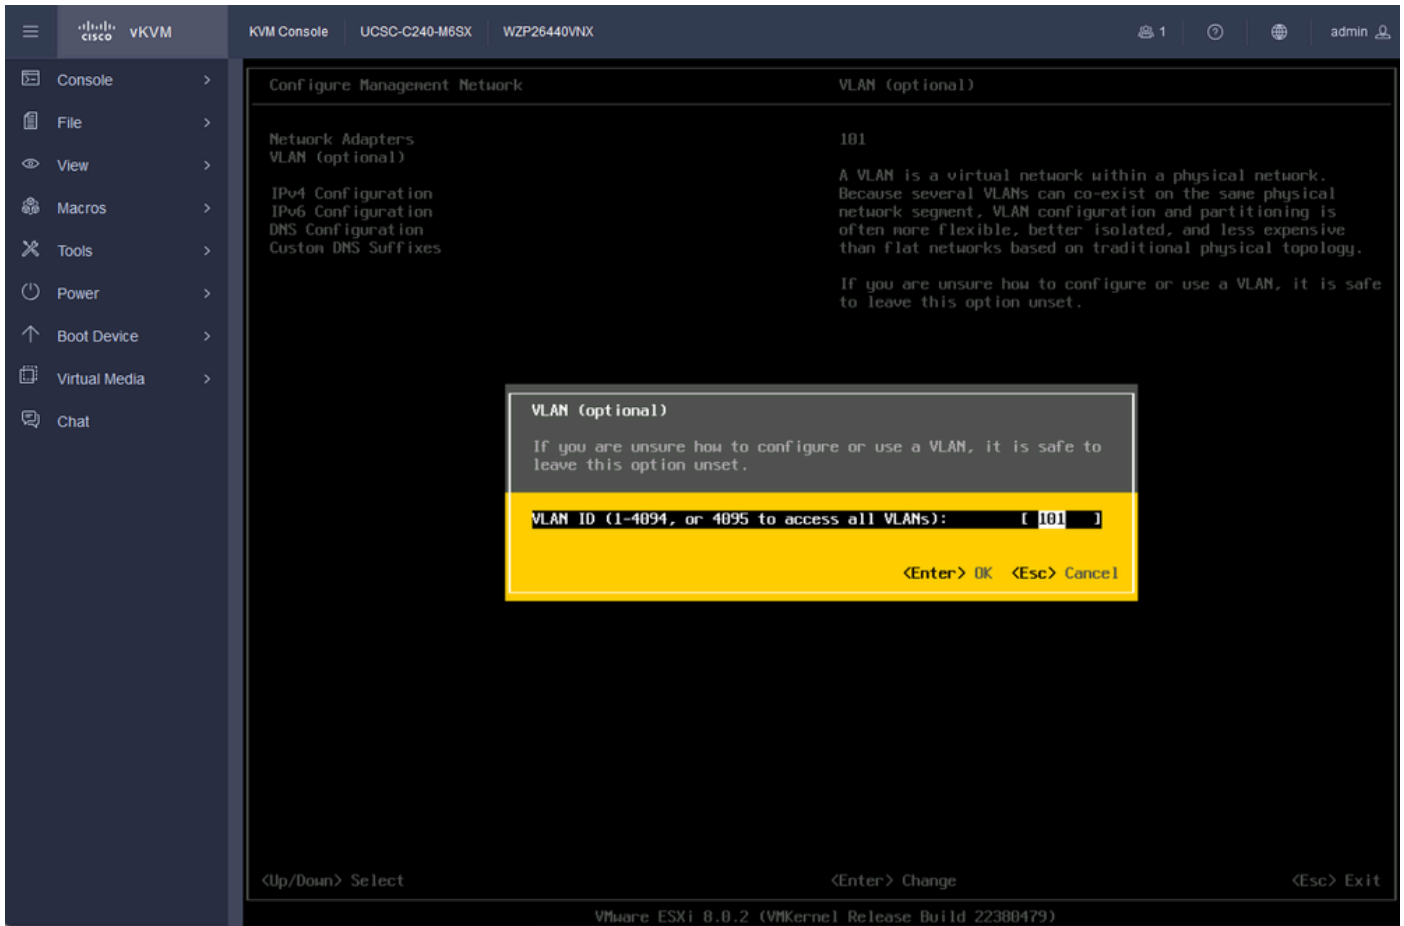 cisco vKVM
KVM Console UCSC-C240-M6SX WZP26440VNX
1
admin
Console
File
View
Macros
Tools
Power
Boot Device
Virtual Media
Chat
Configure Management Network VLAN (optional)
Network Adapters
VLAN (optional)
IPv4 Configuration
IPv6 Configuration
DNS Configuration
Custom DNS Suffixes
101
A VLAN is a virtual network within a physical network.
Because several VLANs can co-exist on the same physical
network segment, VLAN configuration and partitioning is
often more flexible, better isolated, and less expensive
than flat networks based on traditional physical topology.
If you are unsure how to configure or use a VLAN, it is safe
to leave this option unset.
VLAN (optional)
If you are unsure how to configure or use a VLAN, it is safe to
leave this option unset.
VLAN ID (1-4094, or 4095 to access all VLANs): [ 101 ]
<Enter> OK <Esc> Cancel
<Up/Down> Select <Enter> Change <Esc> Exit
VMware ESXi 8.0.2 (VMKernel Release Build 22380479)